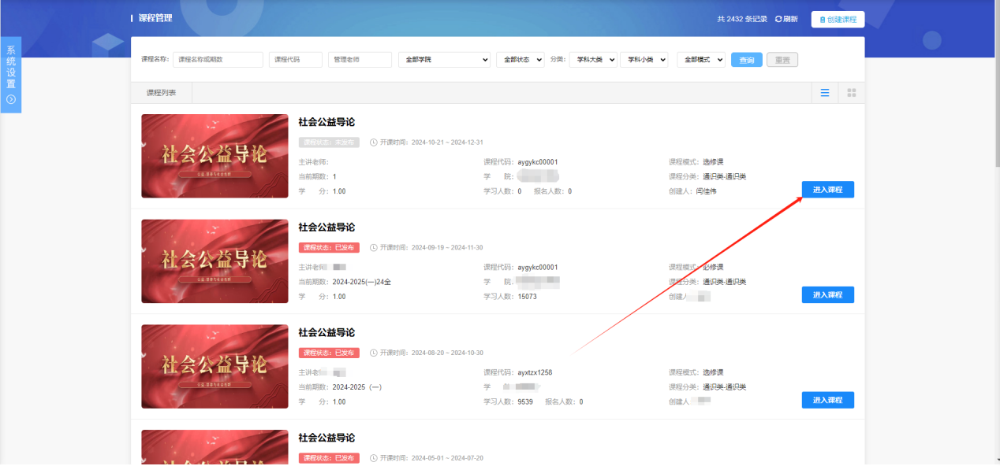 课程管理
共 2432 条记录 刷新 创建课程
系统设置
课程名称: 课程名称或期数 课程代码 管理老师 全部学院 全部状态 分类: 学科大类 学科小类 全部模式 查询 重置
课程列表
社会公益导论
社会公益导论
课程状态：未发布 开课时间：2024-10-21 ~ 2024-12-31
主讲老师: 课程代码：aygykc00001 课程模式：选修课
当前期数：1 学 院: 课程分类：通识类-通识类
学 分：1.00 学习人数：0 报名人数：0 创建人：闫佳伟
进入课程
社会公益导论
社会公益导论
课程状态：已发布 开课时间：2024-09-19 ~ 2024-11-30
主讲老师 课程代码：aygykc00001 课程模式：必修课
当前期数：2024-2025(一)24全 学 院: 课程分类：通识类-通识类
学 分：1.00 学习人数：15073 创建人
进入课程
社会公益导论
社会公益导论
课程状态：已发布 开课时间：2024-08-20 ~ 2024-10-30
主讲老 课程代码：ayxtzx1258 课程模式：选修课
当前期数：2024-2025（一） 学 课程分类：通识类-通识类
学 分：1.00 学习人数：9539 报名人数：0 创建人
进入课程
社会公益导论
社会公益导论
课程状态：已发布 开课时间：2024-05-01 ~ 2024-07-20